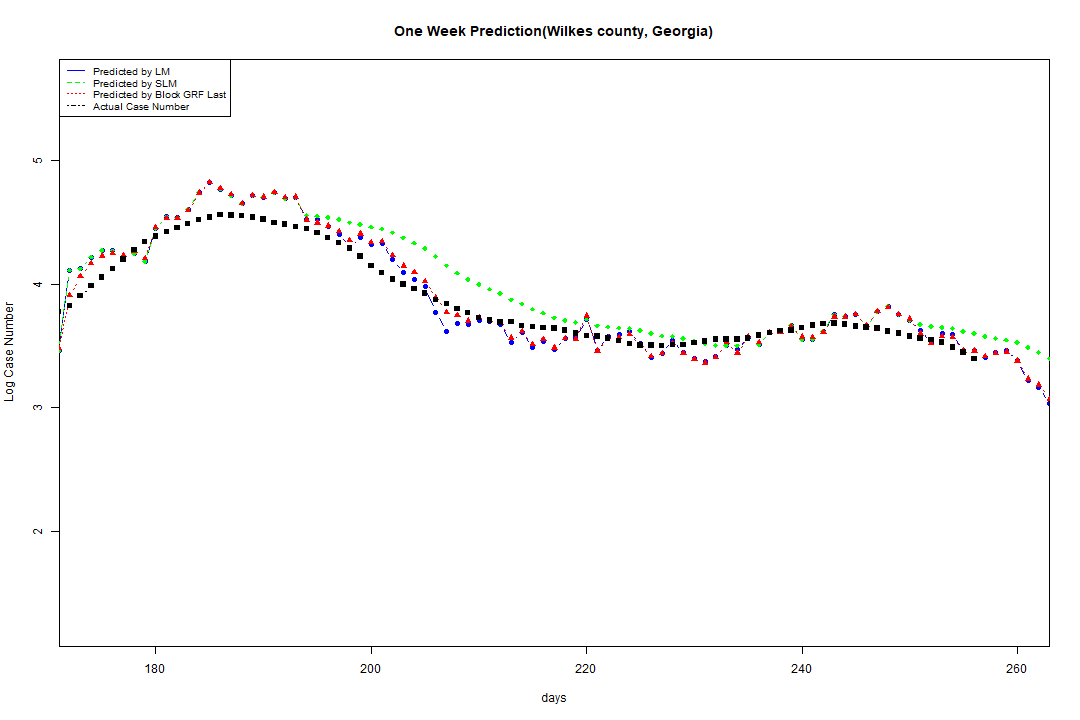 One Week Prediction(Wilkes county, Georgia)
Predicted by LM
Predicted by SLM
Predicted by Block GRF Last
Actual Case Number
5
4
3
2
Log Case Number
180 200 220 240 260
days